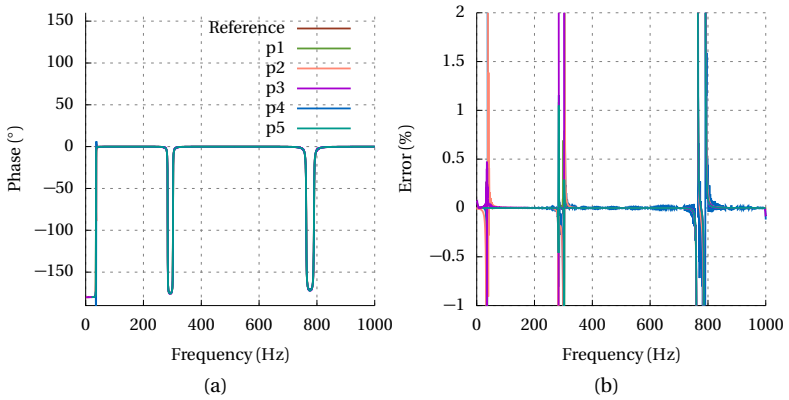 Phase (°)
150
100
50
0
−50
−100
−150
Reference
p1
p2
p3
p4
p5
0 200 400 600 800 1000
Frequency (Hz)
(a)
Error (%)
2
1.5
1
0.5
0
−0.5
−1
0 200 400 600 800 1000
Frequency (Hz)
(b)